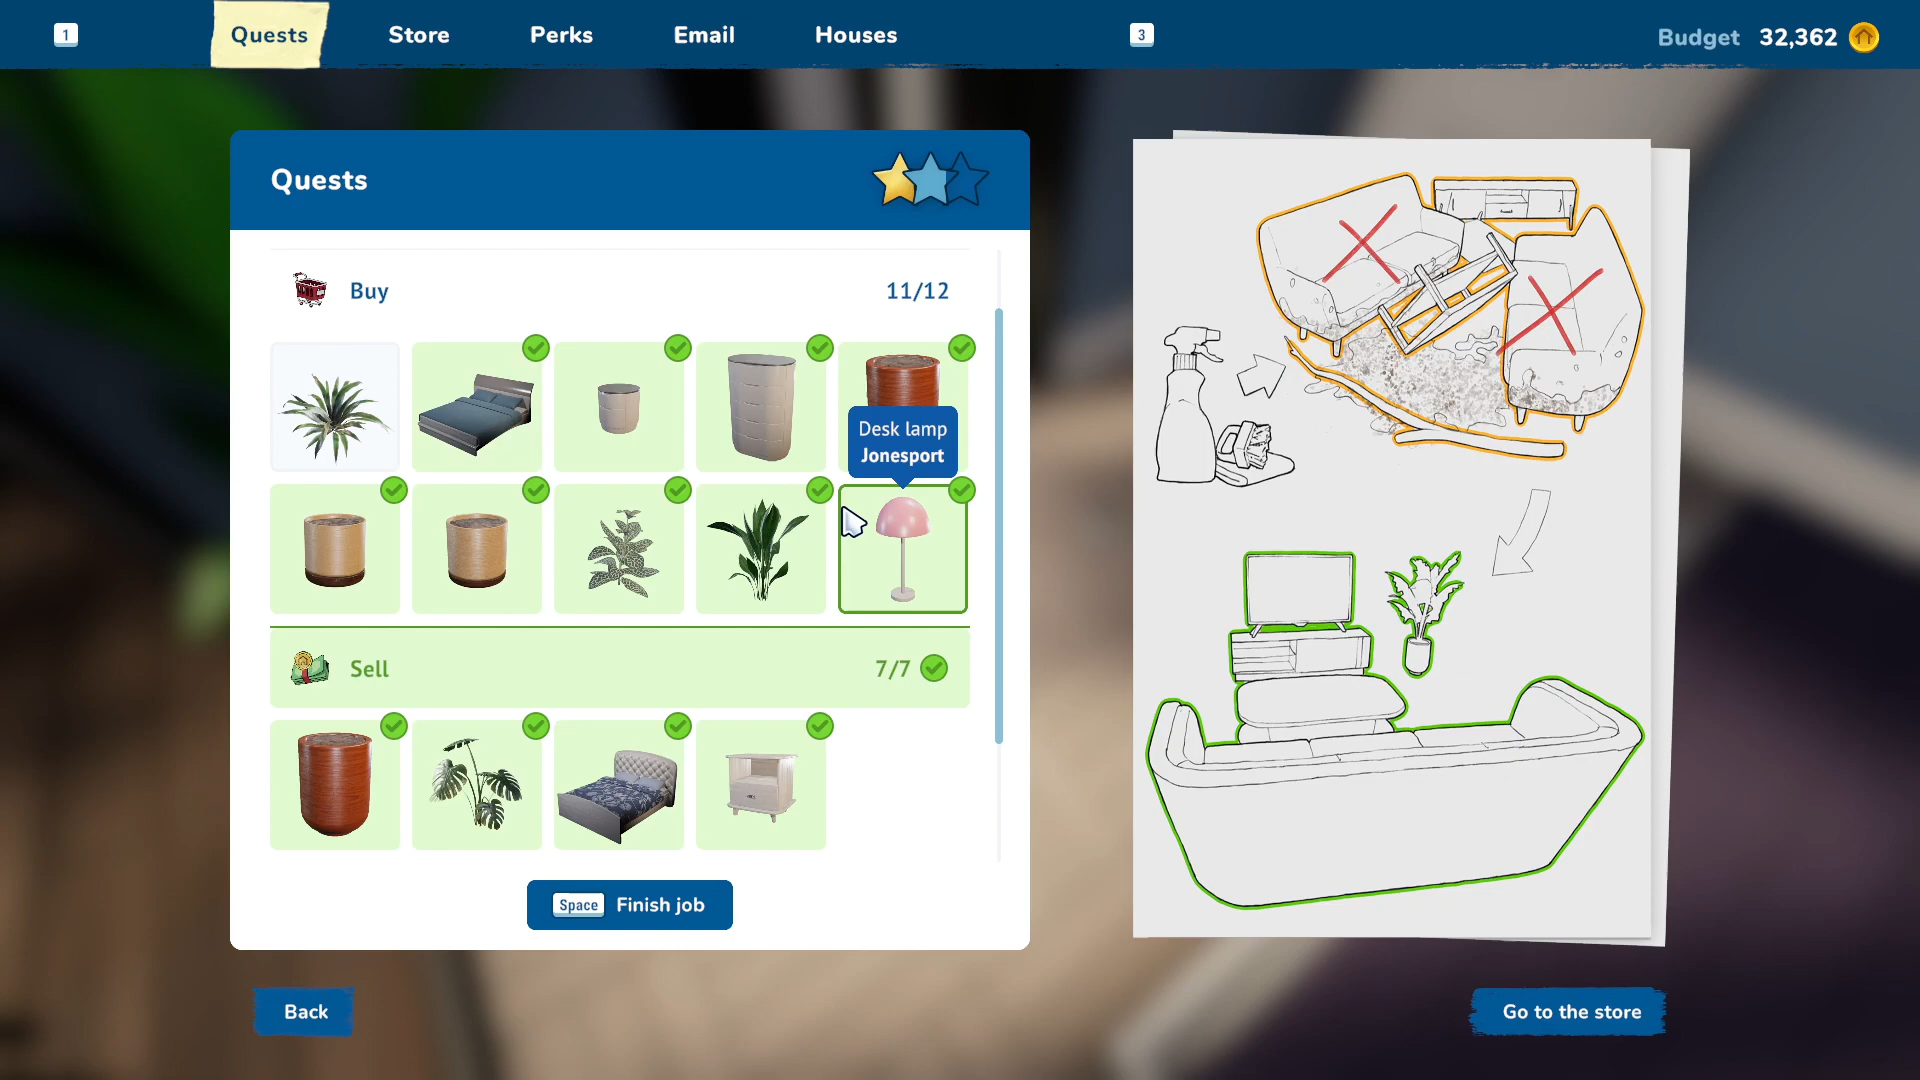 1
Quests
Store
Perks
Email
Houses
3
Budget 32,362
Quests
Buy
11/12
Desk lamp
Jonesport
Sell
7/7
Space Finish job
Back
Go to the store